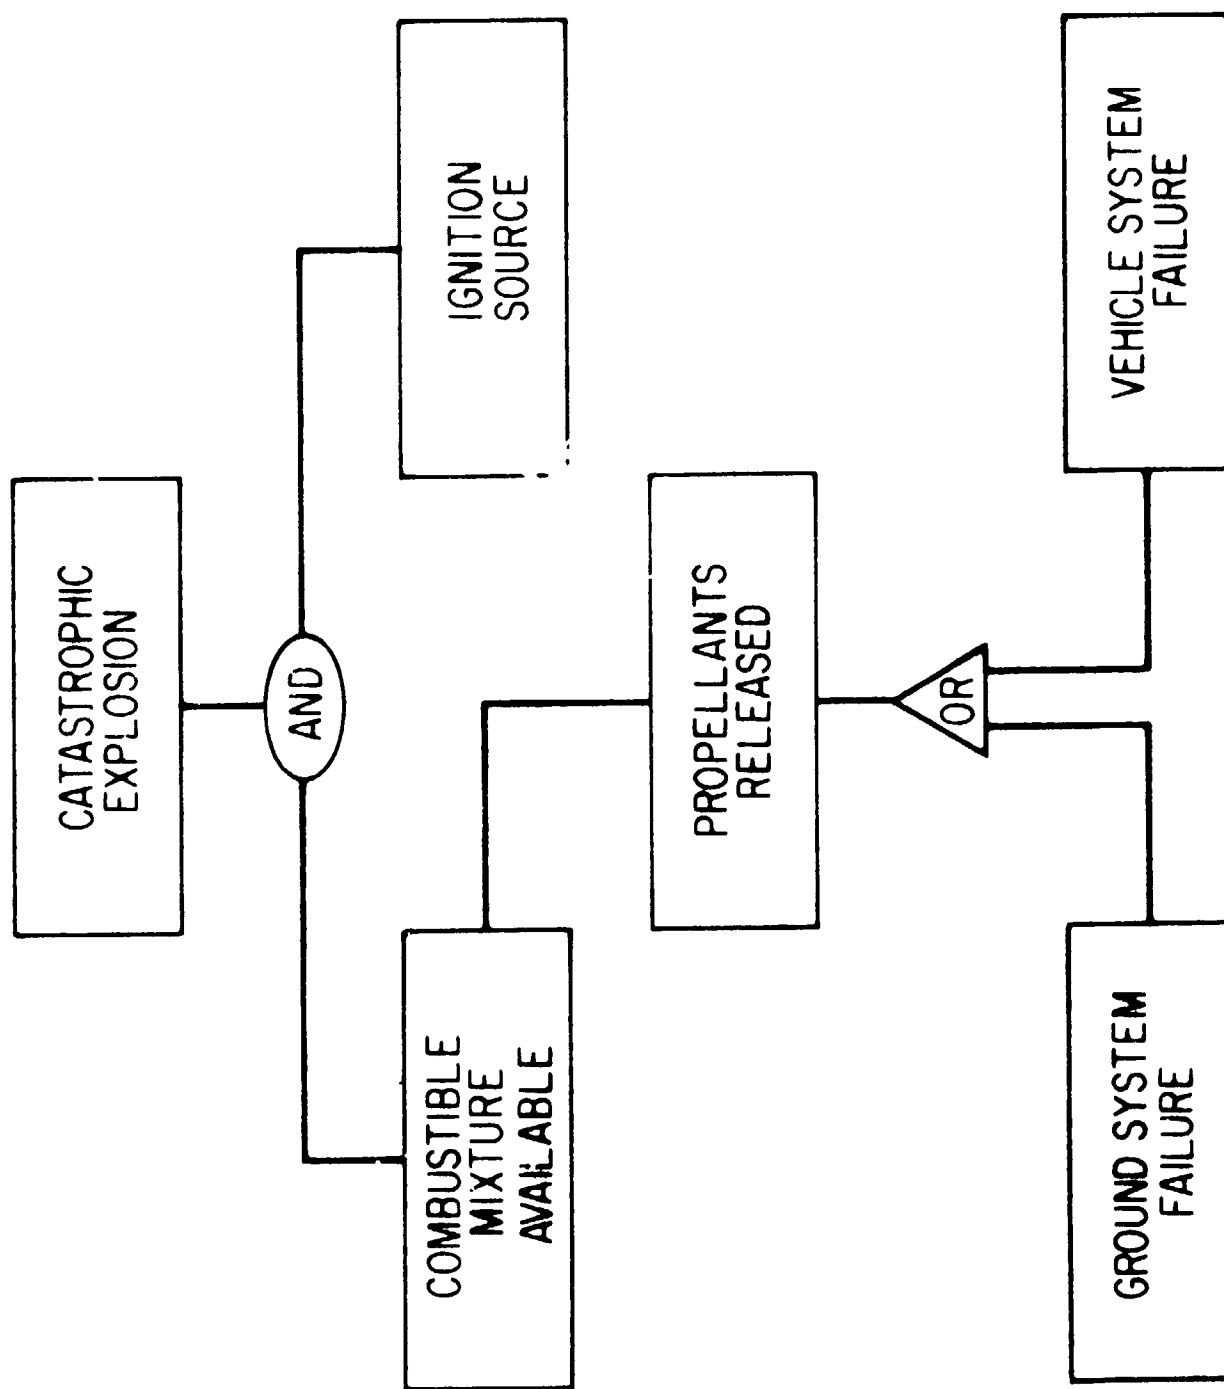 CATASTROPHIC
EXPLOSION
AND
COMBUSTIBLE
MIXTURE
AVAILABLE
IGNITION
SOURCE
PROPELLANTS
RELEASED
OR
GROUND SYSTEM
FAILURE
VEHICLE SYSTEM
FAILURE